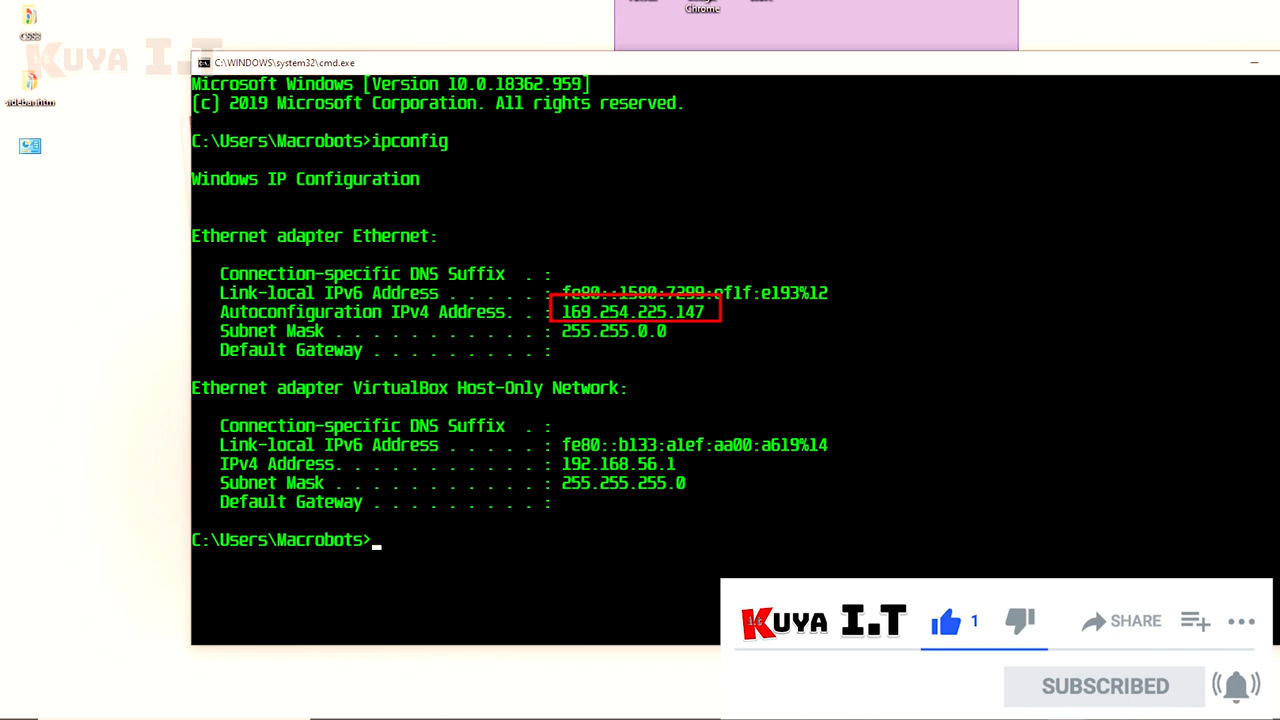 Chrome
CSS3
KUYA I.T
sidebar.htm
C:\WINDOWS\system32\cmd.exe
Microsoft Windows [Version 10.0.18362.959]
(c) 2019 Microsoft Corporation. All rights reserved.
C:\Users\Macrobots>ipconfig
Windows IP Configuration
Ethernet adapter Ethernet:
Connection-specific DNS Suffix . :
Link-local IPv6 Address . . . . . : fe80::1580:7299:ef1f:e193%12
Autoconfiguration IPv4 Address. . : 169.254.225.147
Subnet Mask . . . . . . . . . . . : 255.255.0.0
Default Gateway . . . . . . . . . :
Ethernet adapter VirtualBox Host-Only Network:
Connection-specific DNS Suffix . :
Link-local IPv6 Address . . . . . : fe80::b133:a1ef:aa00:a619%14
IPv4 Address. . . . . . . . . . . : 192.168.56.1
Subnet Mask . . . . . . . . . . . : 255.255.255.0
Default Gateway . . . . . . . . . :
C:\Users\Macrobots>
KUYA I.T 1 SHARE
SUBSCRIBED